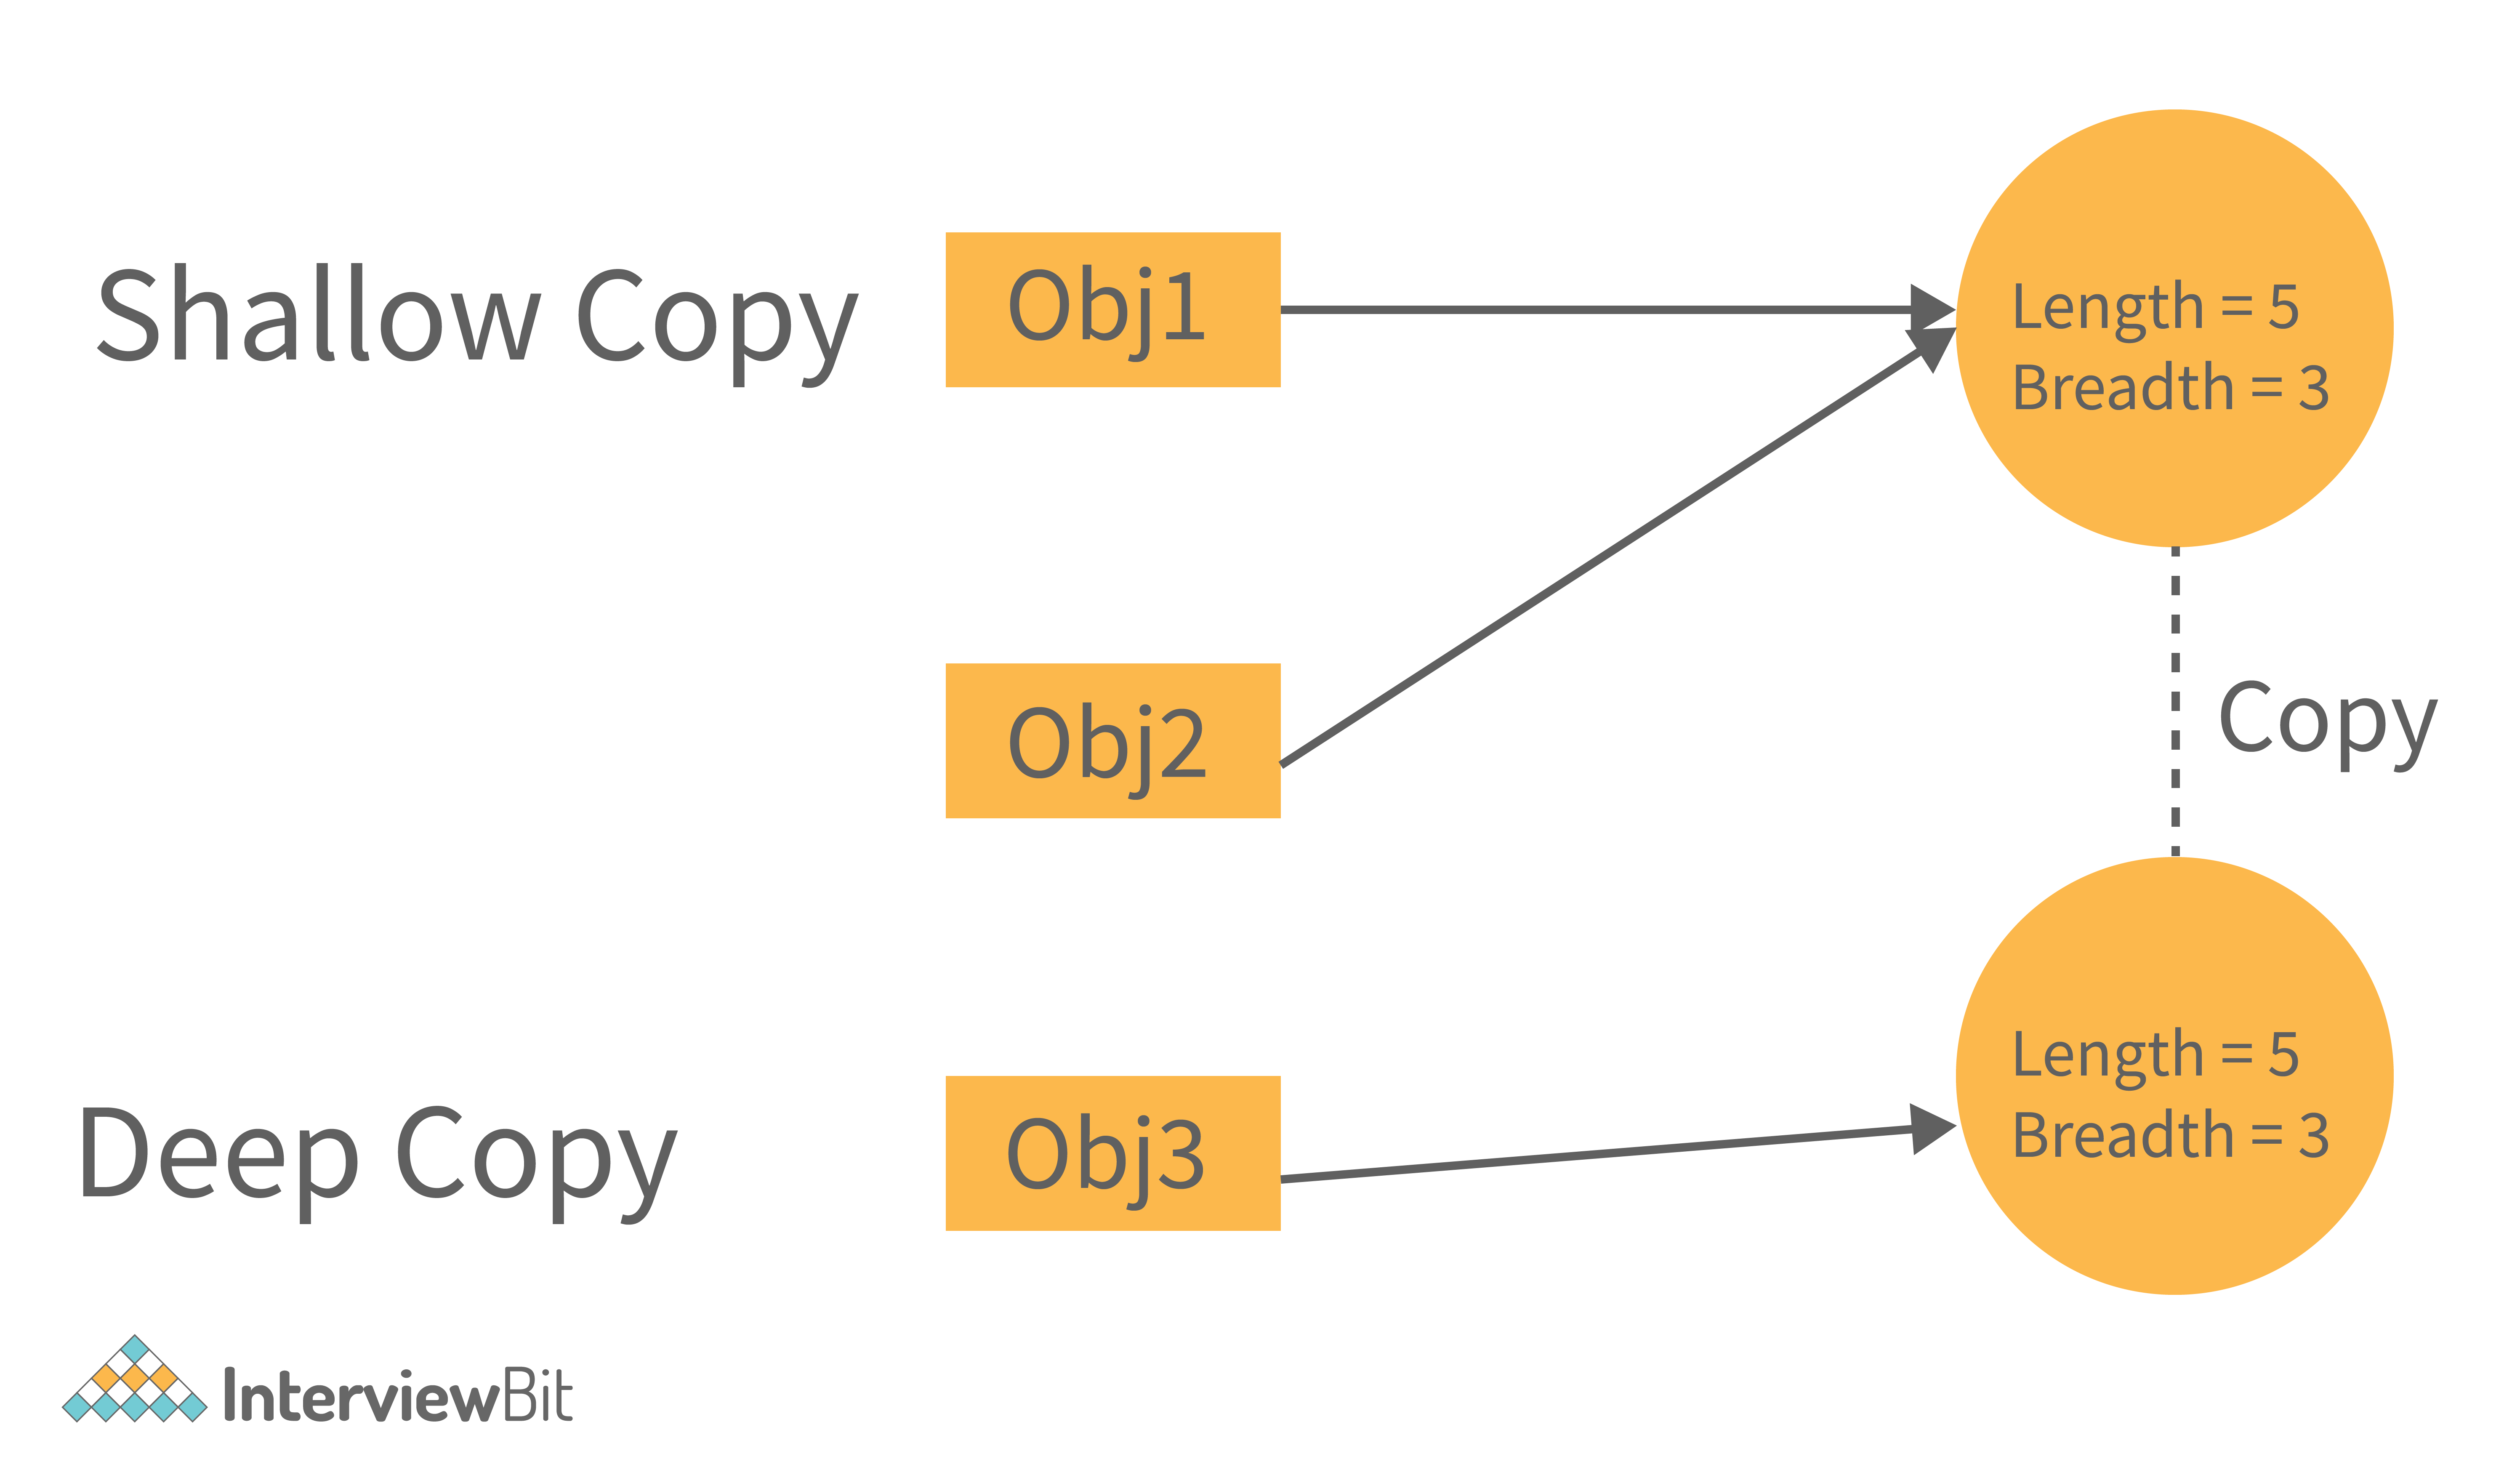 Shallow Copy
Obj1
Length = 5
Breadth = 3
Obj2
Copy
Deep Copy
Obj3
Length = 5
Breadth = 3
InterviewBit